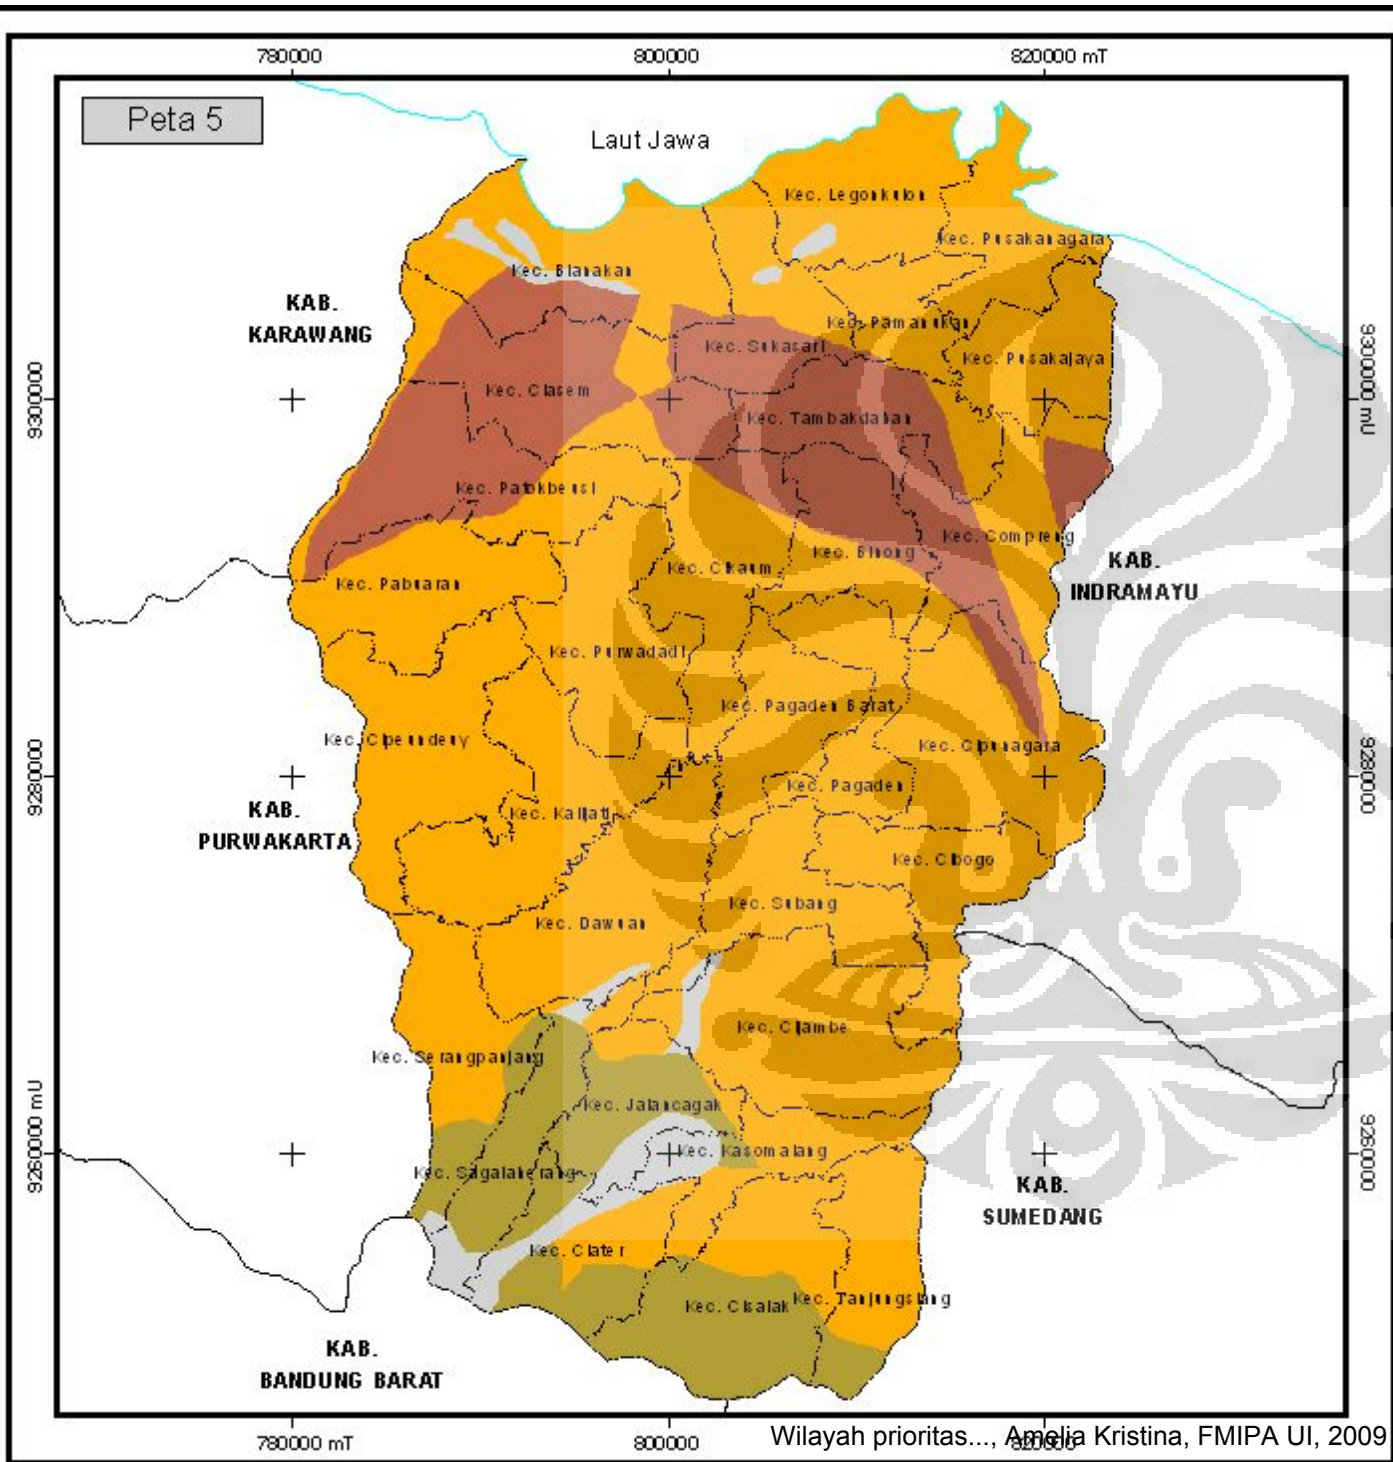 780000
800000
820000 mT
Peta 5
Laut Jawa
Kec. Legonkulon
Kec. Pusakanagara
Kec. Blanakan
KAB.
KARAWANG
Kec. Pamanukan
Kec. Sukasari
Kec. Pusakajaya
9300000
9300000 mU
Kec. Ciasem
Kec. Tambakdahan
Kec. Patokbeusi
Kec. Compreng
Kec. Binong
KAB.
INDRAMAYU
Kec. Cikaum
Kec. Pabuaran
Kec. Purwadadi
Kec. Pagaden Barat
Kec. Cipeundeuy
Kec. Cipunagara
9280000
9280000
Kec. Pagaden
KAB.
PURWAKARTA
Kec. Kalijati
Kec. Cibogo
Kec. Subang
Kec. Dawuan
Kec. Cijambe
Kec. Serangpanjang
Kec. Jalancagak
9260000 mU
9260000
Kec. Kasomalang
Kec. Sagalaherang
KAB.
SUMEDANG
Kec. Ciater
Kec. Cisalak
Kec. Tanjungsiang
KAB.
BANDUNG BARAT
780000 mT
800000
820000
Wilayah prioritas..., Amelia Kristina, FMIPA UI, 2009